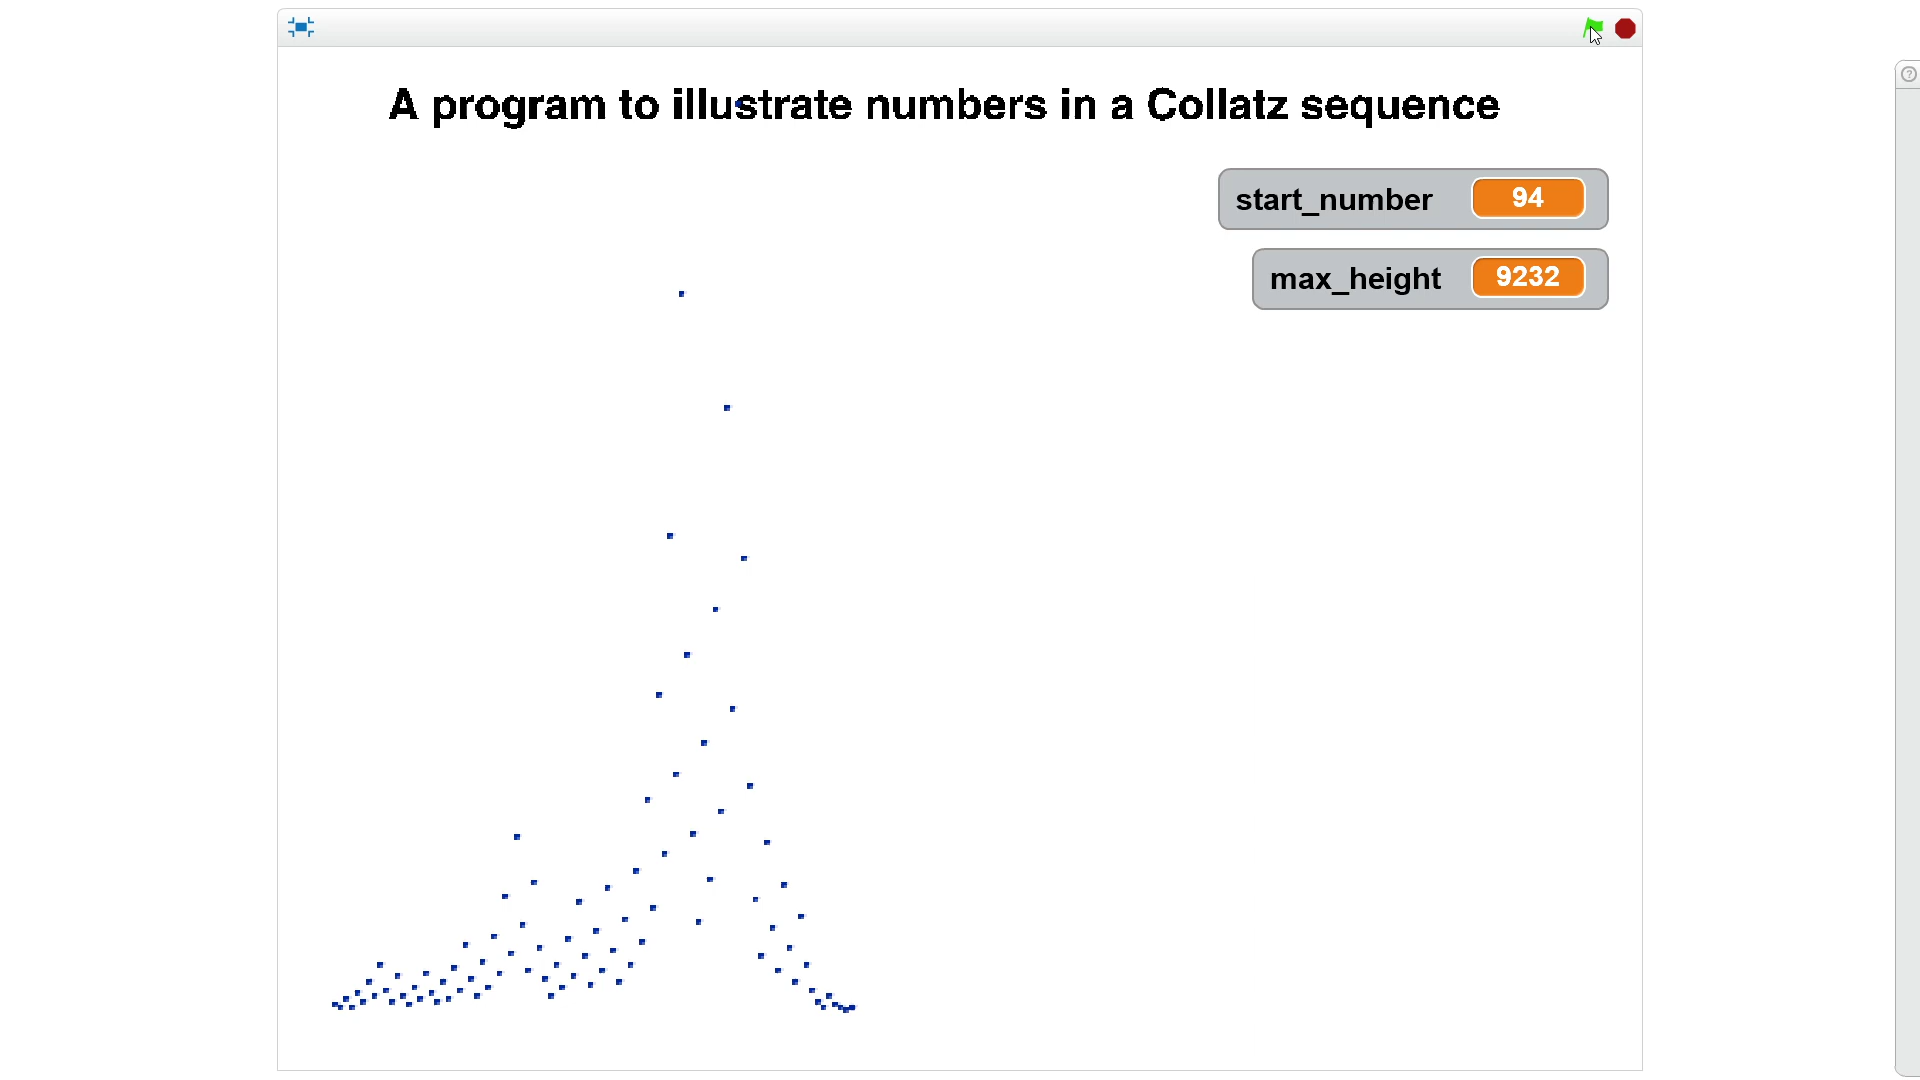 A program to illustrate numbers in a Collatz sequence
start_number 94
max_height 9232
?